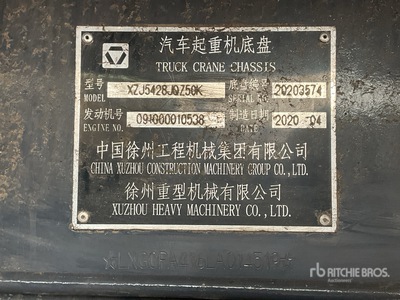 汽车起重机底盘
TRUCK CRANE CHASSIS
型号 MODEL XZJ5428JQZ50K 底盘编号 SERIAL NO. 20203574
发动机号 ENGINE NO. 091000010538 制造日期 DATE 2020 04
中国徐州工程机械集团有限公司
CHINA XUZHOU CONSTRUCTION MACHINERY GROUP CO., LTD.
徐州重型机械有限公司
XUZHOU HEAVY MACHINERY CO., LTD.
rb RITCHIE BROS.